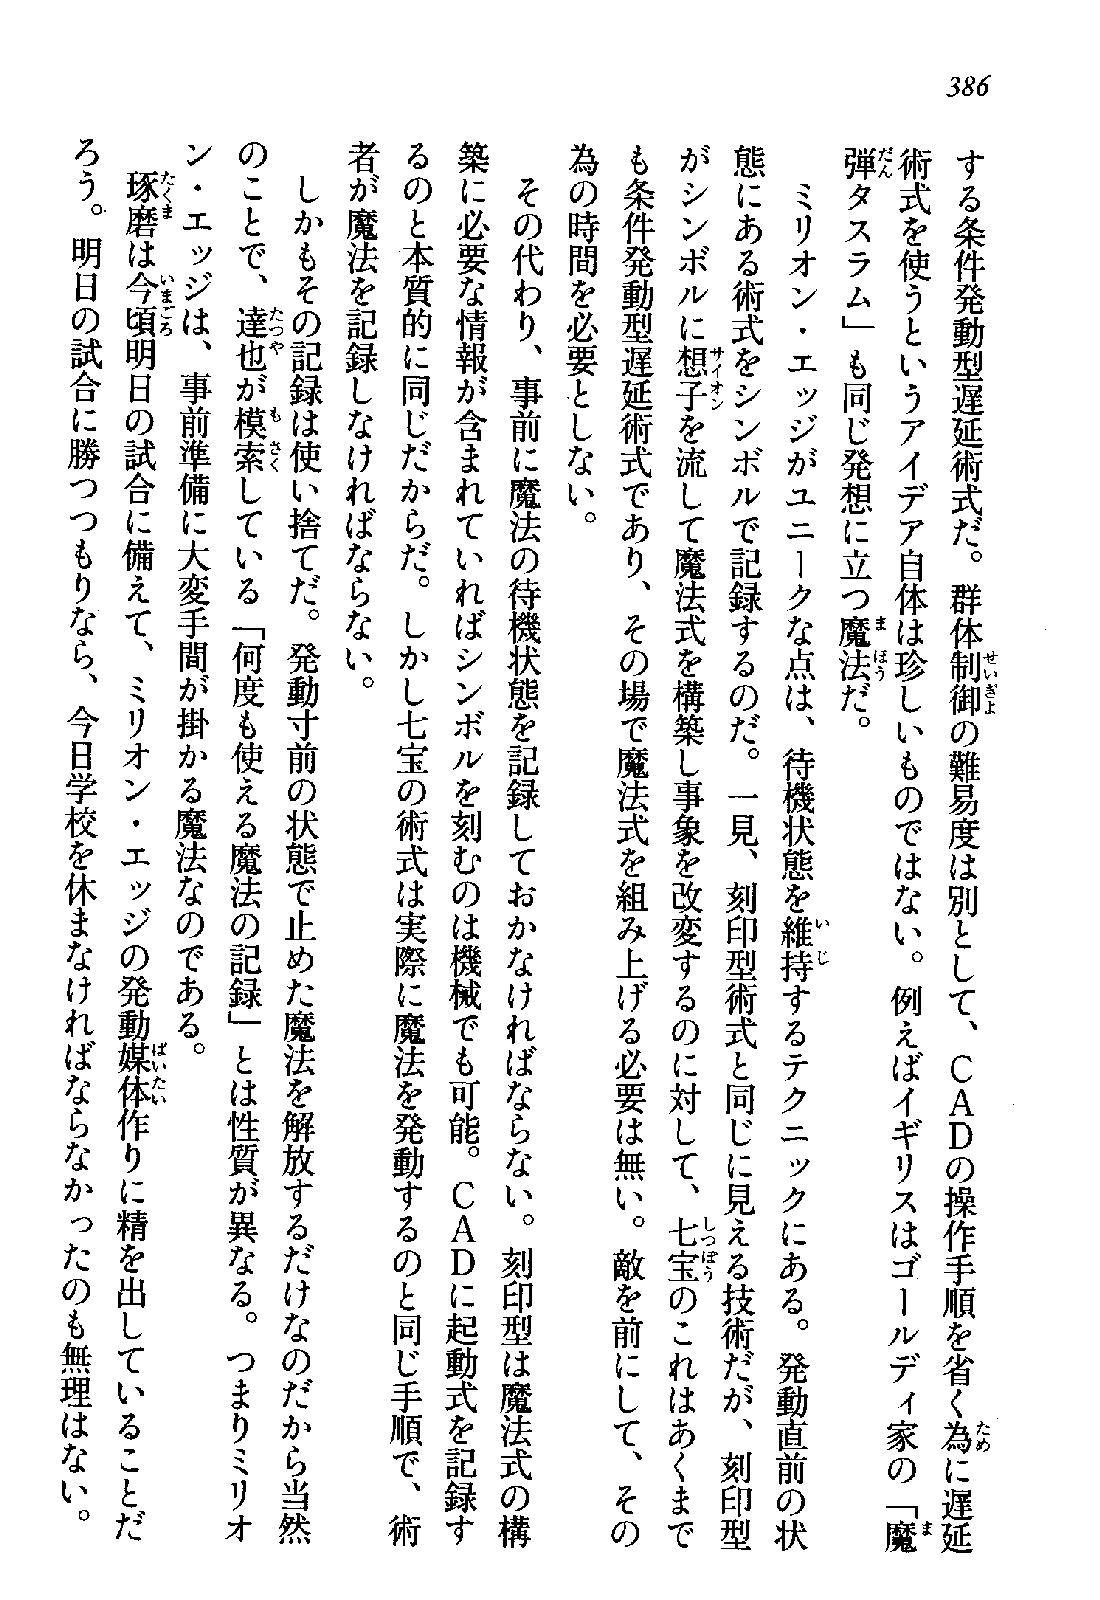 386
する条件発動型遅延術式だ。群体制御の難易度は別として、ＣＡＤの操作手順を省く為に遅延
術式を使うというアイデア自体は珍しいものではない。例えばイギリスはゴールディ家の「魔
弾タスラム」も同じ発想に立つ魔法だ。
　ミリオン・エッジがユニークな点は、待機状態を維持するテクニックにある。発動直前の状
態にある術式をシンボルで記録するのだ。一見、刻印型術式と同じに見える技術だが、刻印型
がシンボルに想子を流して魔法式を構築し事象を改変するのに対して、七宝のこれはあくまで
も条件発動型遅延術式であり、その場で魔法式を組み上げる必要は無い。敵を前にして、その
為の時間を必要としない。
　その代わり、事前に魔法の待機状態を記録しておかなければならない。刻印型は魔法式の構
築に必要な情報が含まれていればシンボルを刻むのは機械でも可能。ＣＡＤに起動式を記録す
るのと本質的に同じだからだ。しかし七宝の術式は実際に魔法を発動するのと同じ手順で、術
者が魔法を記録しなければならない。
　しかもその記録は使い捨てだ。発動寸前の状態で止めた魔法を解放するだけなのだから当然
のことで、達也が模索している「何度も使える魔法の記録」とは性質が異なる。つまりミリオ
ン・エッジは、事前準備に大変手間が掛かる魔法なのである。
　琢磨は今頃明日の試合に備えて、ミリオン・エッジの発動媒体作りに精を出していることだ
ろう。明日の試合に勝つつもりなら、今日学校を休まなければならなかったのも無理はない。